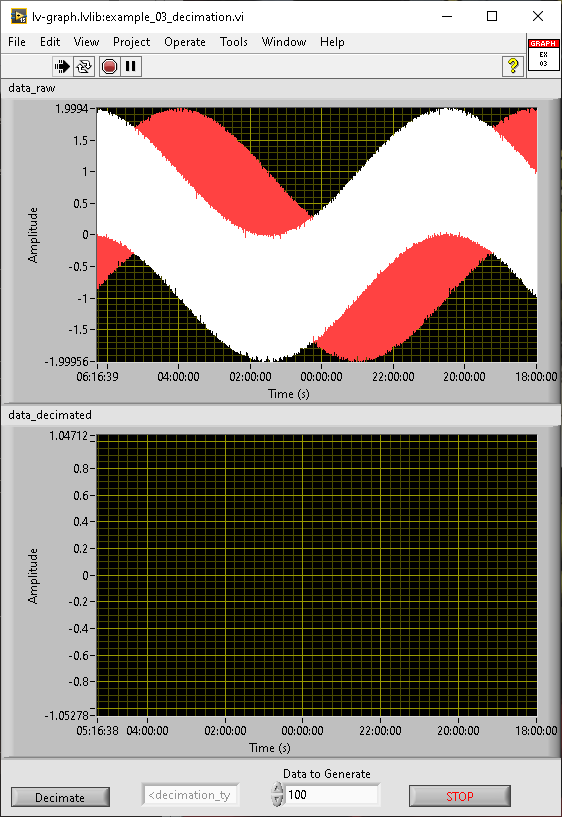 lv-graph.lvlib:example_03_decimation.vi
File Edit View Project Operate Tools Window Help
GRAPH
EX
03
?
data_raw
1.9994
1.5
1
0.5
0
-0.5
-1
-1.5
-1.99956
Amplitude
06:16:39 04:00:00 02:00:00 00:00:00 22:00:00 20:00:00 18:00:00
Time (s)
data_decimated
1.04712
0.8
0.6
0.4
0.2
0
-0.2
-0.4
-0.6
-0.8
-1.05278
Amplitude
05:16:38 04:00:00 02:00:00 00:00:00 22:00:00 20:00:00 18:00:00
Time (s)
Data to Generate
Decimate <decimation_ty 100 STOP